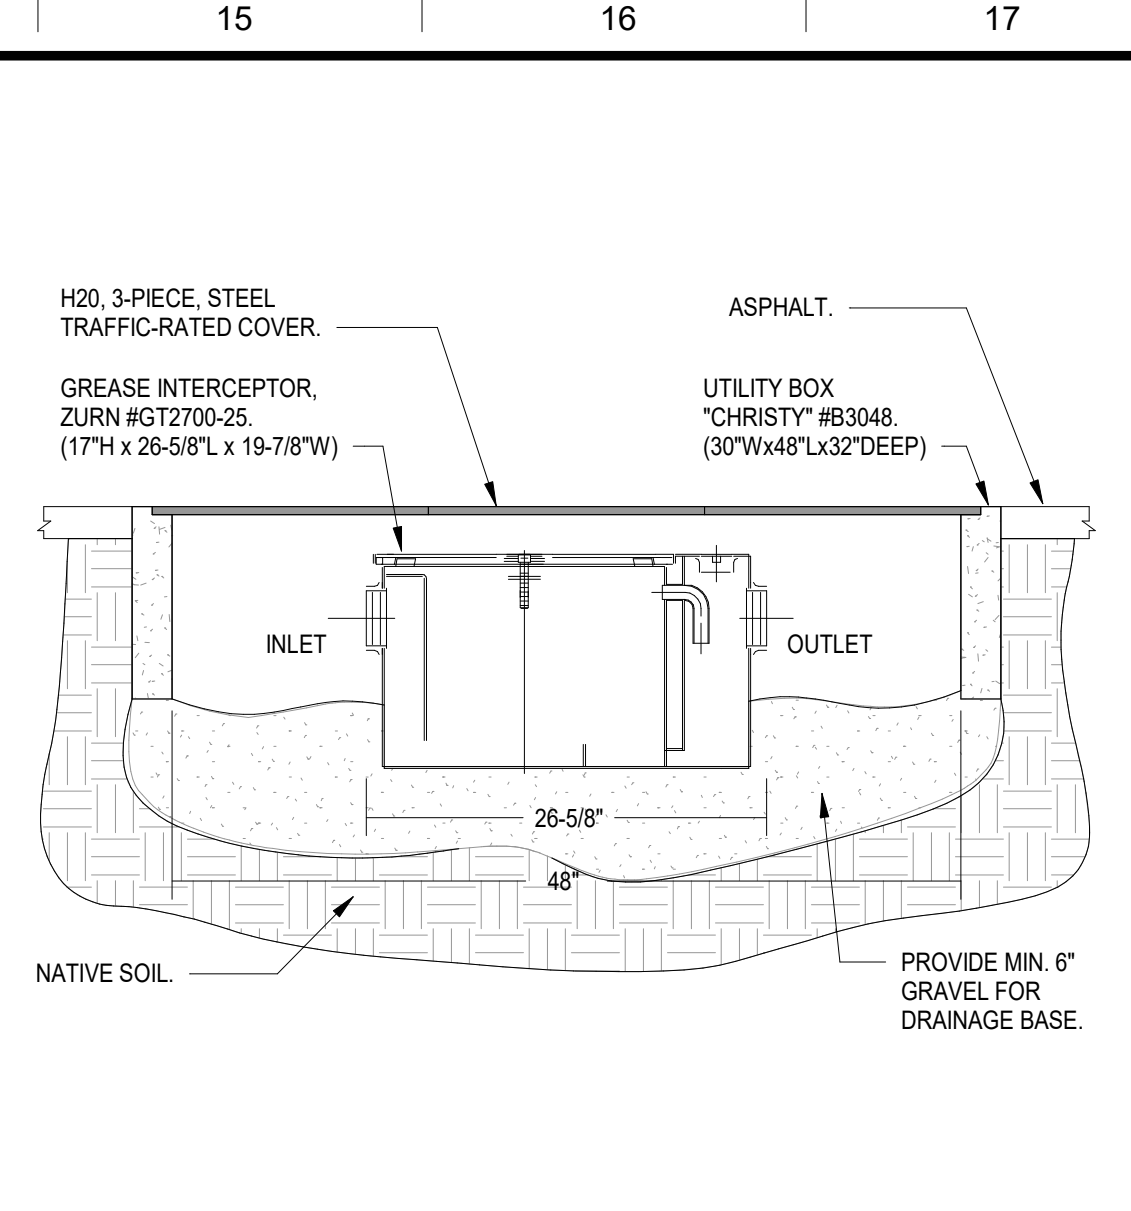 15 16 17
H20, 3-PIECE, STEEL
TRAFFIC-RATED COVER.
ASPHALT.
GREASE INTERCEPTOR,
ZURN #GT2700-25.
(17"H x 26-5/8"L x 19-7/8"W)
UTILITY BOX
"CHRISTY" #B3048.
(30"Wx48"Lx32"DEEP)
INLET
OUTLET
26-5/8"
48"
NATIVE SOIL.
PROVIDE MIN. 6"
GRAVEL FOR
DRAINAGE BASE.